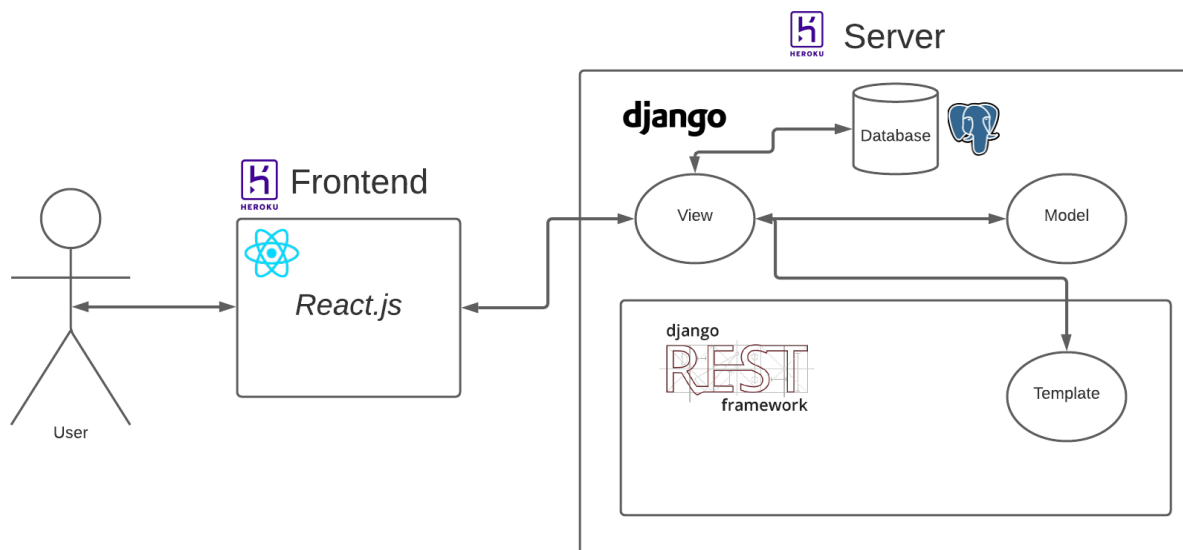 HEROKU
Server
django
Database
HEROKU
Frontend
View
Model
React.js
django
REST
framework
Template
User